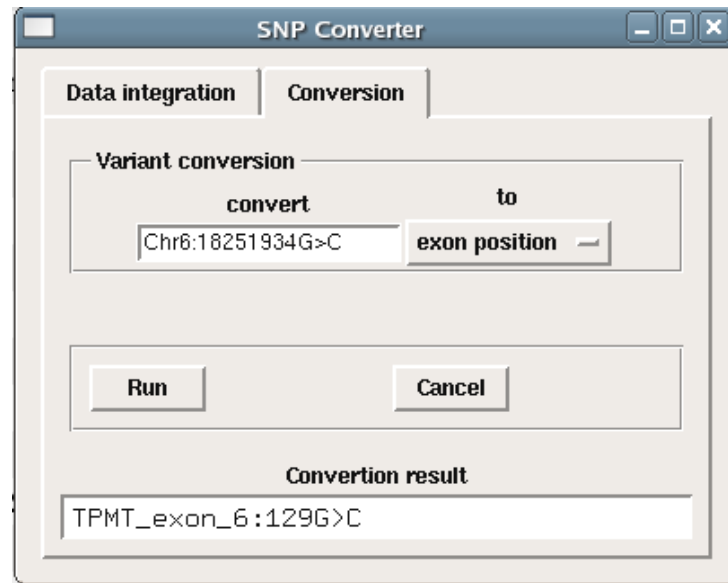 SNP Converter
Data integration
Conversion
Variant conversion
convert
to
Chr6:18251934G>C
exon position
Run
Cancel
Convertion result
TPMT_exon_6:129G>C